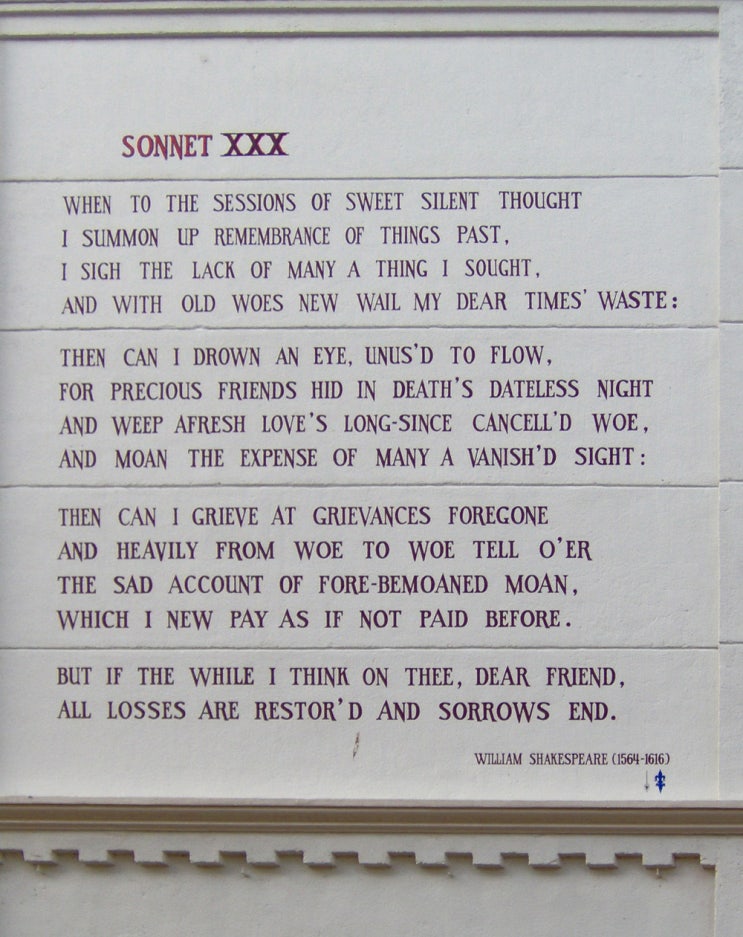 SONNET XXX
WHEN TO THE SESSIONS OF SWEET SILENT THOUGHT
I SUMMON UP REMEMBRANCE OF THINGS PAST,
I SIGH THE LACK OF MANY A THING I SOUGHT,
AND WITH OLD WOES NEW WAIL MY DEAR TIMES' WASTE:
THEN CAN I DROWN AN EYE, UNUS'D TO FLOW,
FOR PRECIOUS FRIENDS HID IN DEATH'S DATELESS NIGHT
AND WEEP AFRESH LOVE'S LONG-SINCE CANCELL'D WOE,
AND MOAN THE EXPENSE OF MANY A VANISH'D SIGHT:
THEN CAN I GRIEVE AT GRIEVANCES FOREGONE
AND HEAVILY FROM WOE TO WOE TELL O'ER
THE SAD ACCOUNT OF FORE-BEMOANED MOAN,
WHICH I NEW PAY AS IF NOT PAID BEFORE.
BUT IF THE WHILE I THINK ON THEE, DEAR FRIEND,
ALL LOSSES ARE RESTOR'D AND SORROWS END.
WILLIAM SHAKESPEARE (1564-1616)